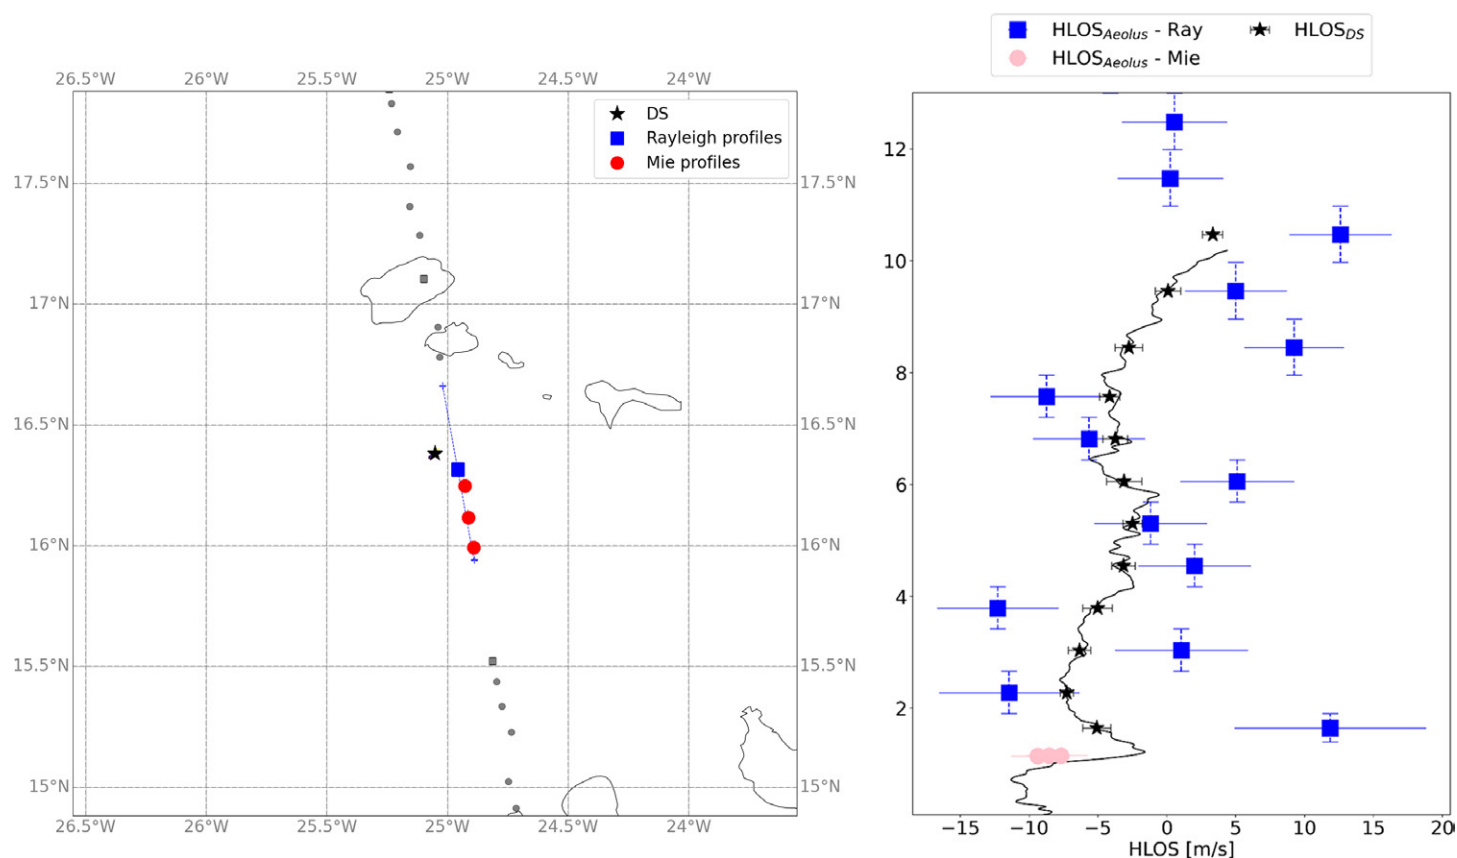 26.5°W 26°W 25.5°W 25°W 24.5°W 24°W
DS
Rayleigh profiles
Mie profiles
17.5°N 17.5°N
17°N 17°N
16.5°N 16.5°N
16°N 16°N
15.5°N 15.5°N
15°N 15°N
26.5°W 26°W 25.5°W 25°W 24.5°W 24°W
HLOS_Aeolus - Ray
HLOS_DS
HLOS_Aeolus - Mie
12
10
8
6
4
2
−15 −10 −5 0 5 10 15 20
HLOS [m/s]